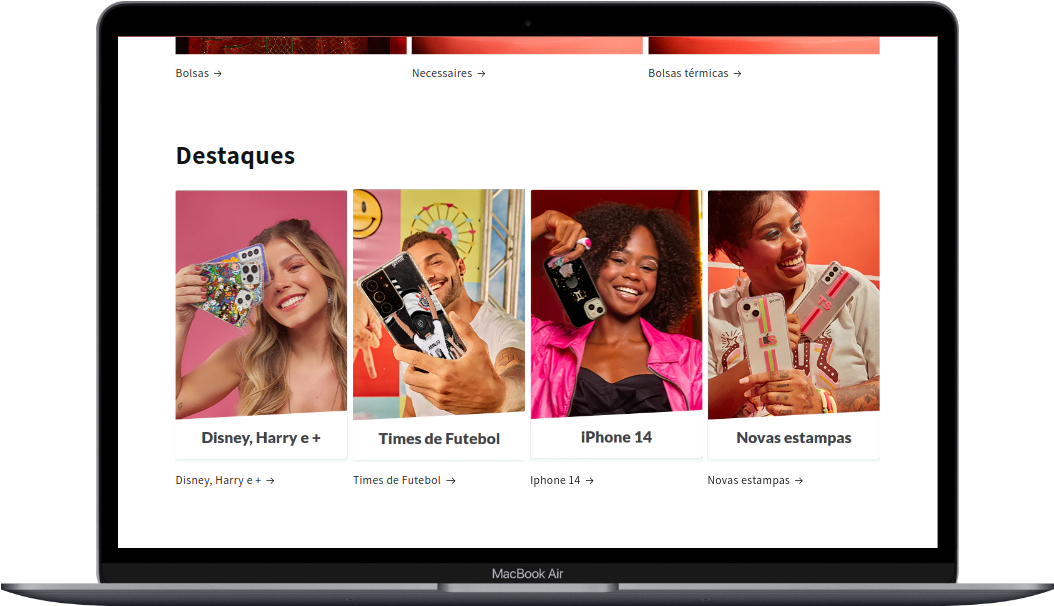 Bolsas →
Necessaires →
Bolsas térmicas →
Destaques
Disney, Harry e +
Times de Futebol
iPhone 14
Novas estampas
Disney, Harry e + →
Times de Futebol →
Iphone 14 →
Novas estampas →
MacBook Air